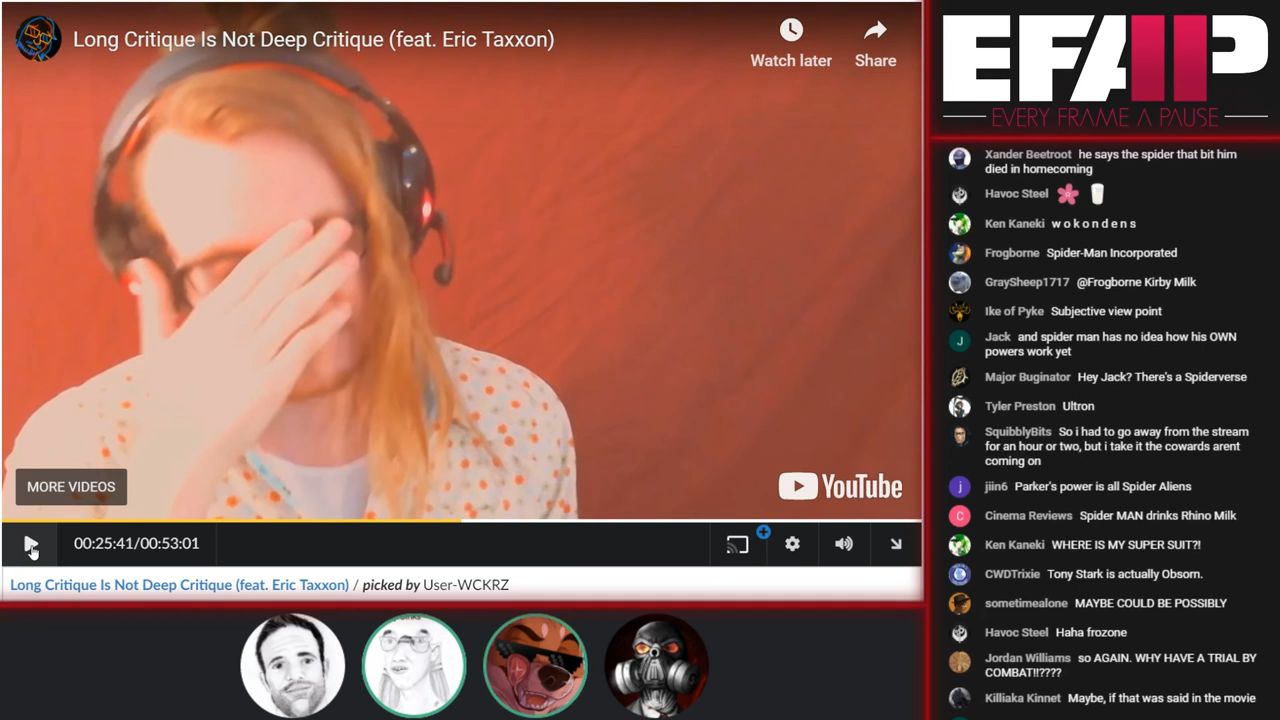 Long Critique Is Not Deep Critique (feat. Eric Taxxon)
Watch later
Share
MORE VIDEOS
YouTube
00:25:41/00:53:01
Long Critique Is Not Deep Critique (feat. Eric Taxxon) / picked by User-WCKRZ
EFAP
EVERY FRAME A PAUSE
Xander Beetroot he says the spider that bit him
died in homecoming
Havoc Steel
Ken Kaneki w o k o n d e n s
Frogborne Spider-Man Incorporated
GraySheep1717 @Frogborne Kirby Milk
Ike of Pyke Subjective view point
J Jack and spider man has no idea how his OWN
powers work yet
Major Buginator Hey Jack? There's a Spiderverse
Tyler Preston Ultron
SquibblyBits So i had to go away from the stream
for an hour or two, but i take it the cowards arent
coming on
j jiin6 Parker's power is all Spider Aliens
C Cinema Reviews Spider MAN drinks Rhino Milk
Ken Kaneki WHERE IS MY SUPER SUIT?!
CWDTrixie Tony Stark is actually Obsorn.
sometimealone MAYBE COULD BE POSSIBLY
Havoc Steel Haha frozone
Jordan Williams so AGAIN. WHY HAVE A TRIAL BY
COMBAT!!????
Killiaka Kinnet Maybe, if that was said in the movie